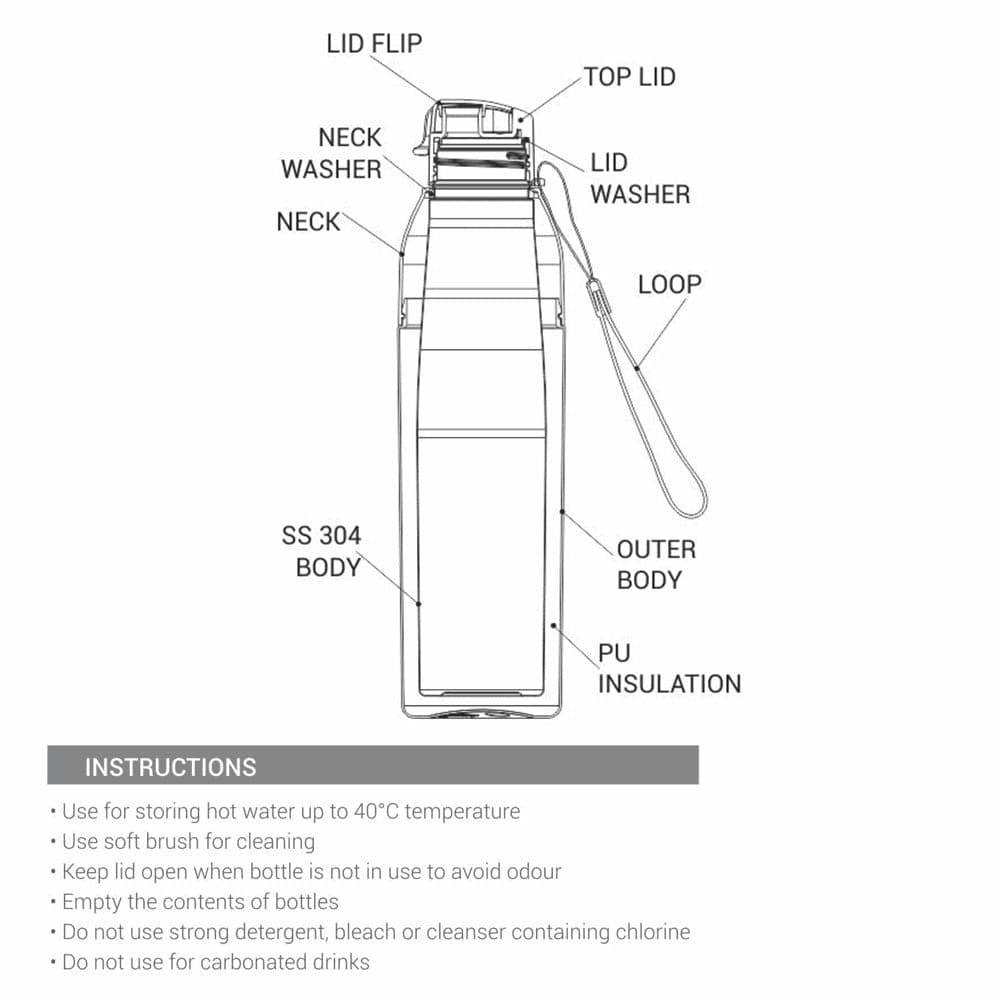 LID FLIP
TOP LID
NECK
WASHER
LID
WASHER
NECK
LOOP
SS 304
BODY
OUTER
BODY
PU
INSULATION
INSTRUCTIONS
• Use for storing hot water up to 40°C temperature
• Use soft brush for cleaning
• Keep lid open when bottle is not in use to avoid odour
• Empty the contents of bottles
• Do not use strong detergent, bleach or cleanser containing chlorine
• Do not use for carbonated drinks